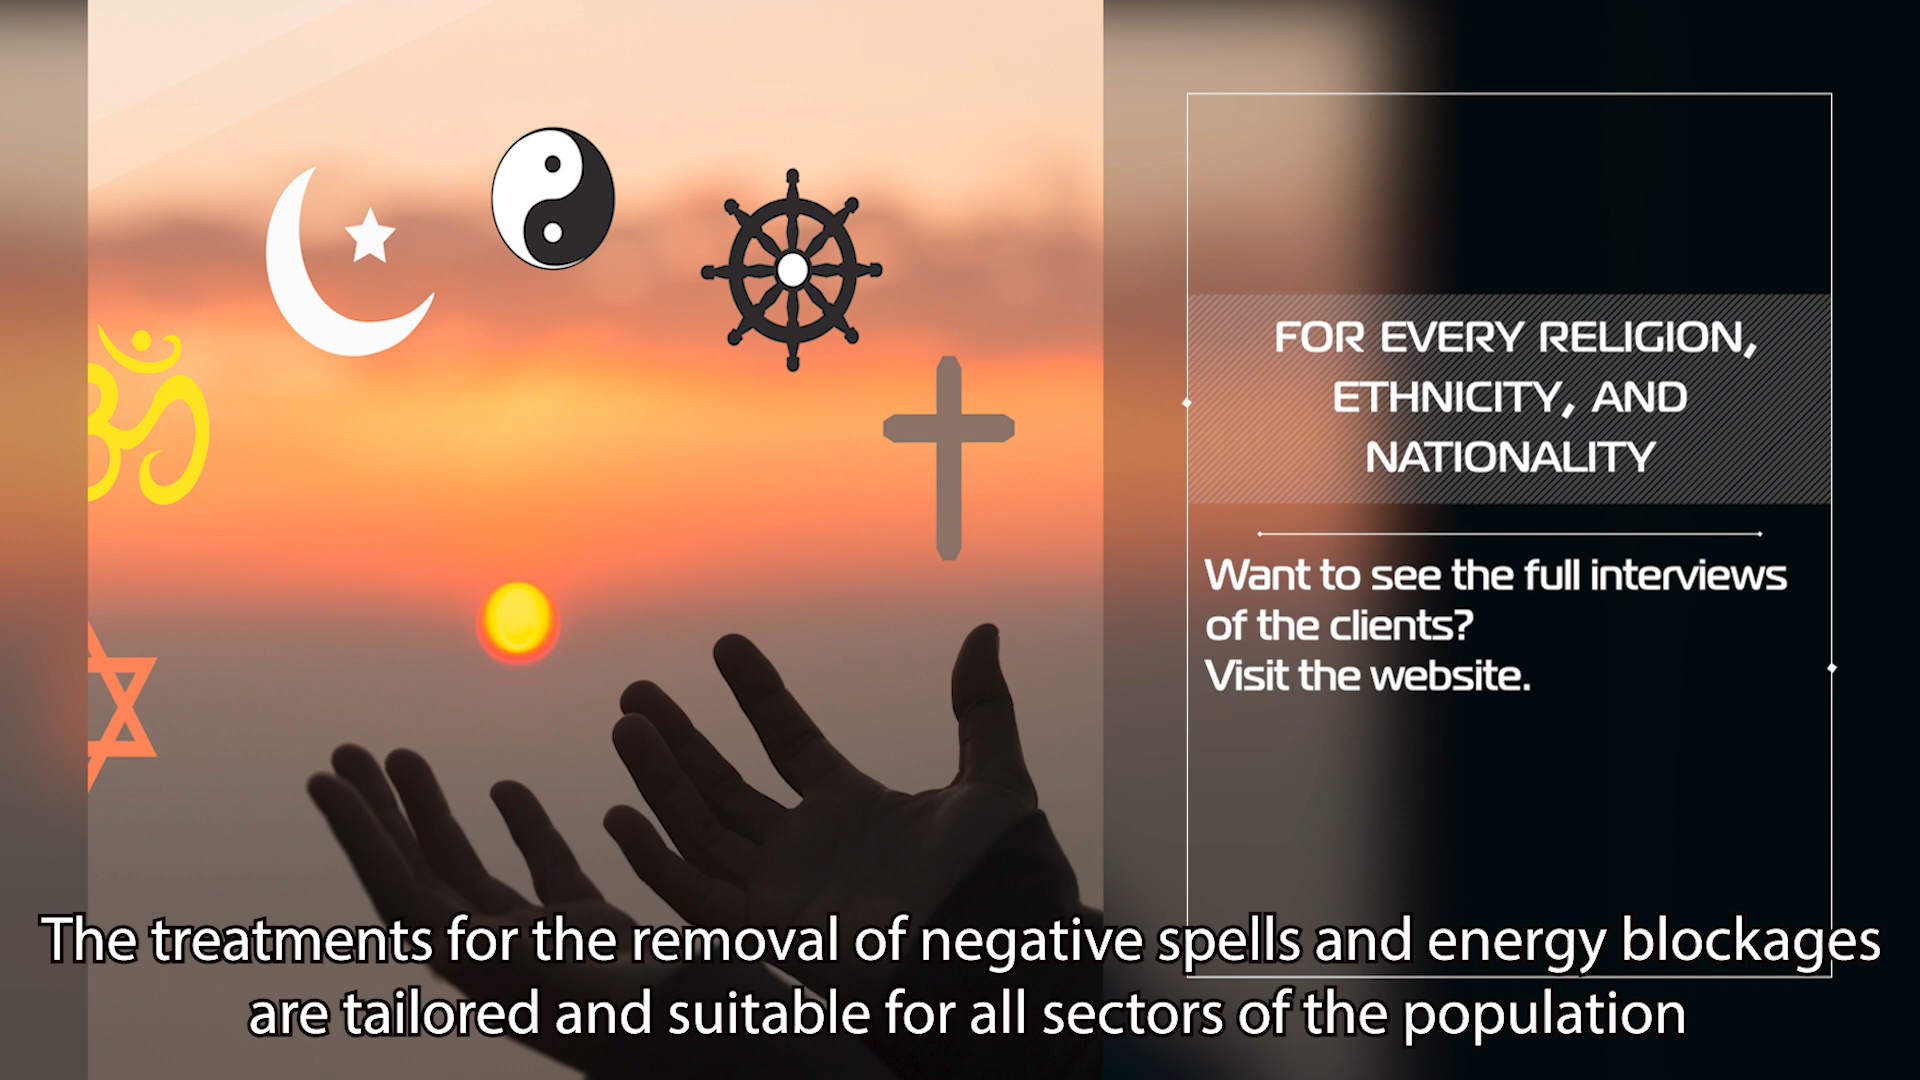 FOR EVERY RELIGION,
ETHNICITY, AND
NATIONALITY
Want to see the full interviews
of the clients?
Visit the website.
The treatments for the removal of negative spells and energy blockages
are tailored and suitable for all sectors of the population